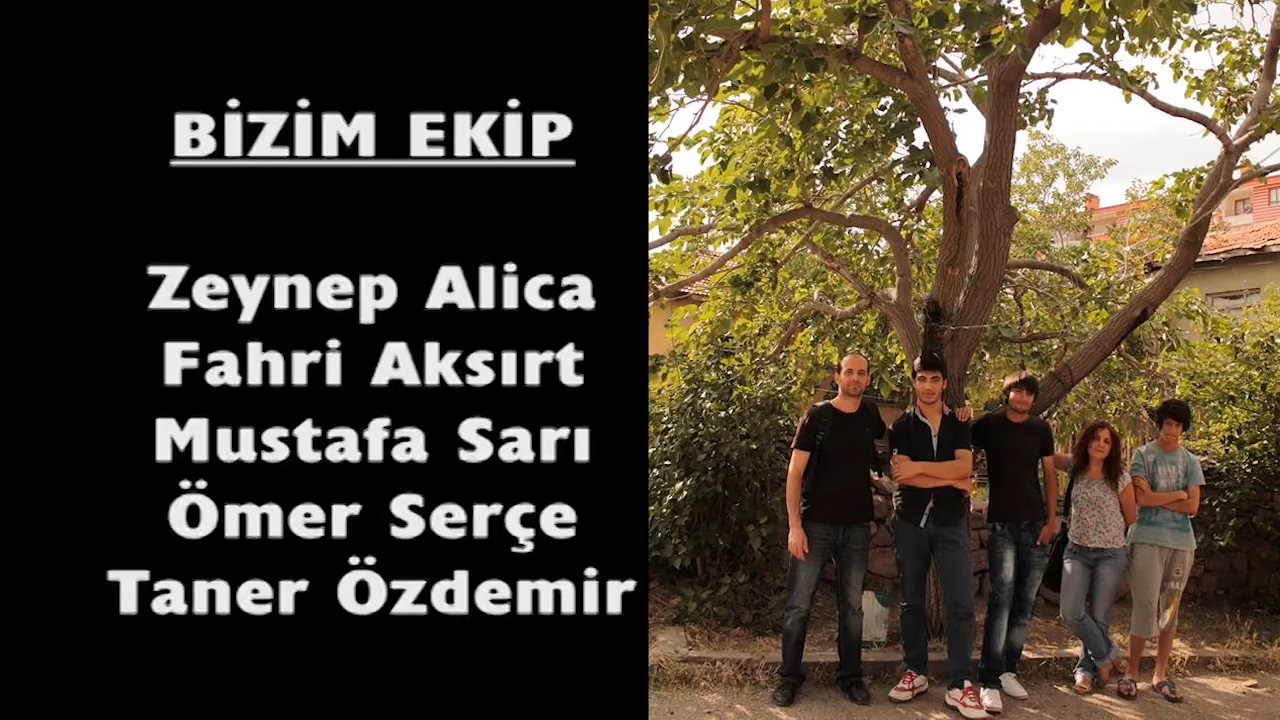 BİZİM EKİP
Zeynep Alica
Fahri Aksırt
Mustafa Sarı
Ömer Serçe
Taner Özdemir